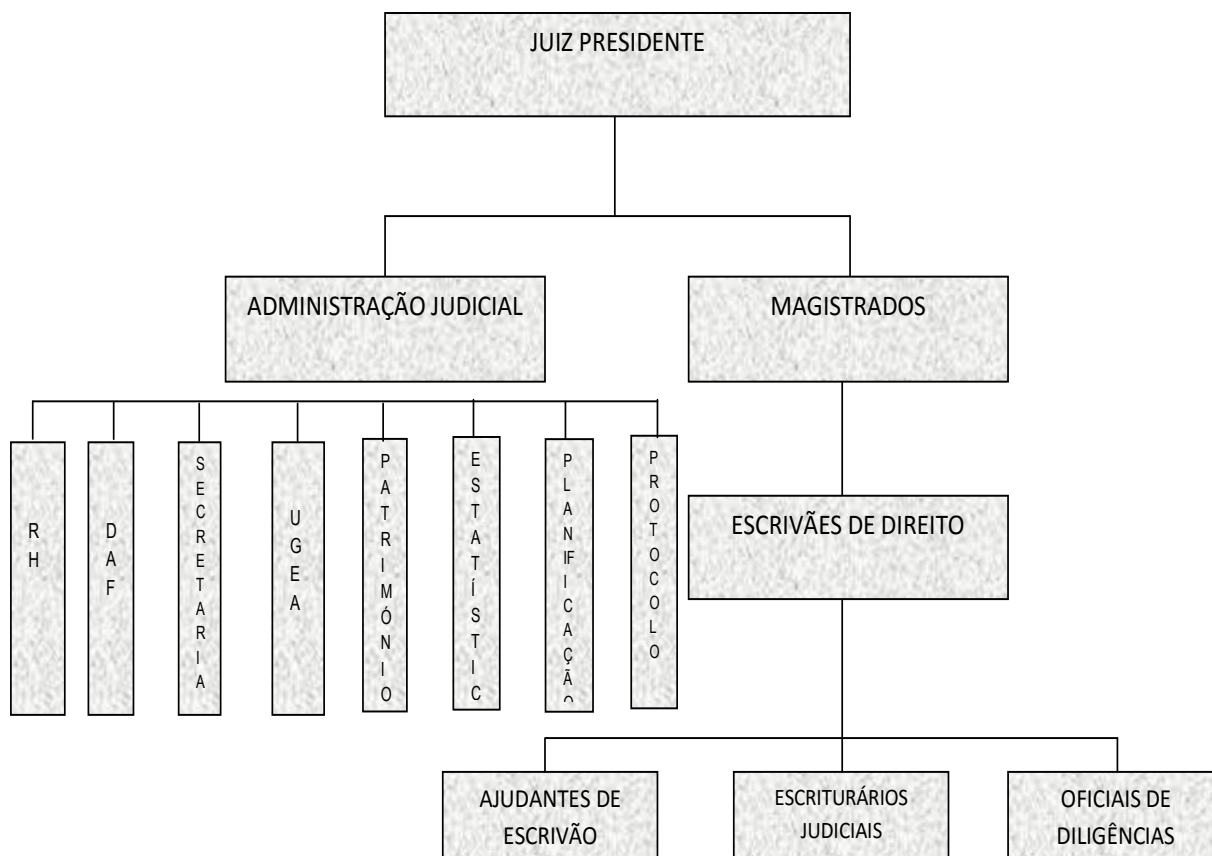 JUIZ PRESIDENTE
ADMINISTRAÇÃO JUDICIAL
MAGISTRADOS
RH
DAF
SECRETARIA
UGEA
PATRIMÓNIO
ESTATÍSTIC
PLANIFICAÇÃO
PROTOCOLO
ESCRIVÃES DE DIREITO
AJUDANTES DE
ESCRIVÃO
ESCRITURÁRIOS
JUDICIAIS
OFICIAIS DE
DILIGÊNCIAS